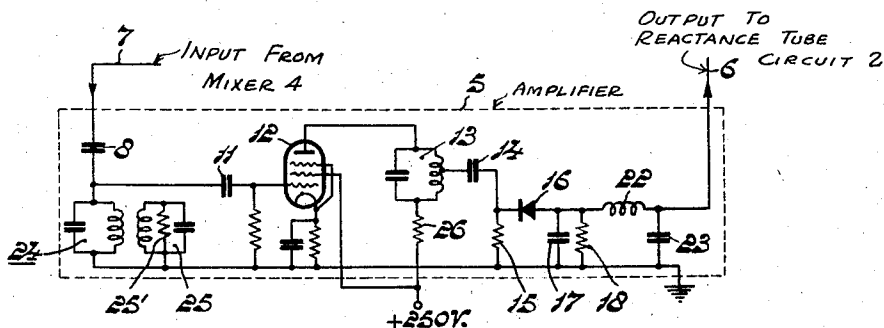 OUTPUT TO
REACTANCE TUBE
CIRCUIT 2
7
INPUT FROM
MIXER 4
6
5
AMPLIFIER
8
11
12
13
14
16
22
24
25'
25
26
15
17
18
23
+250V.